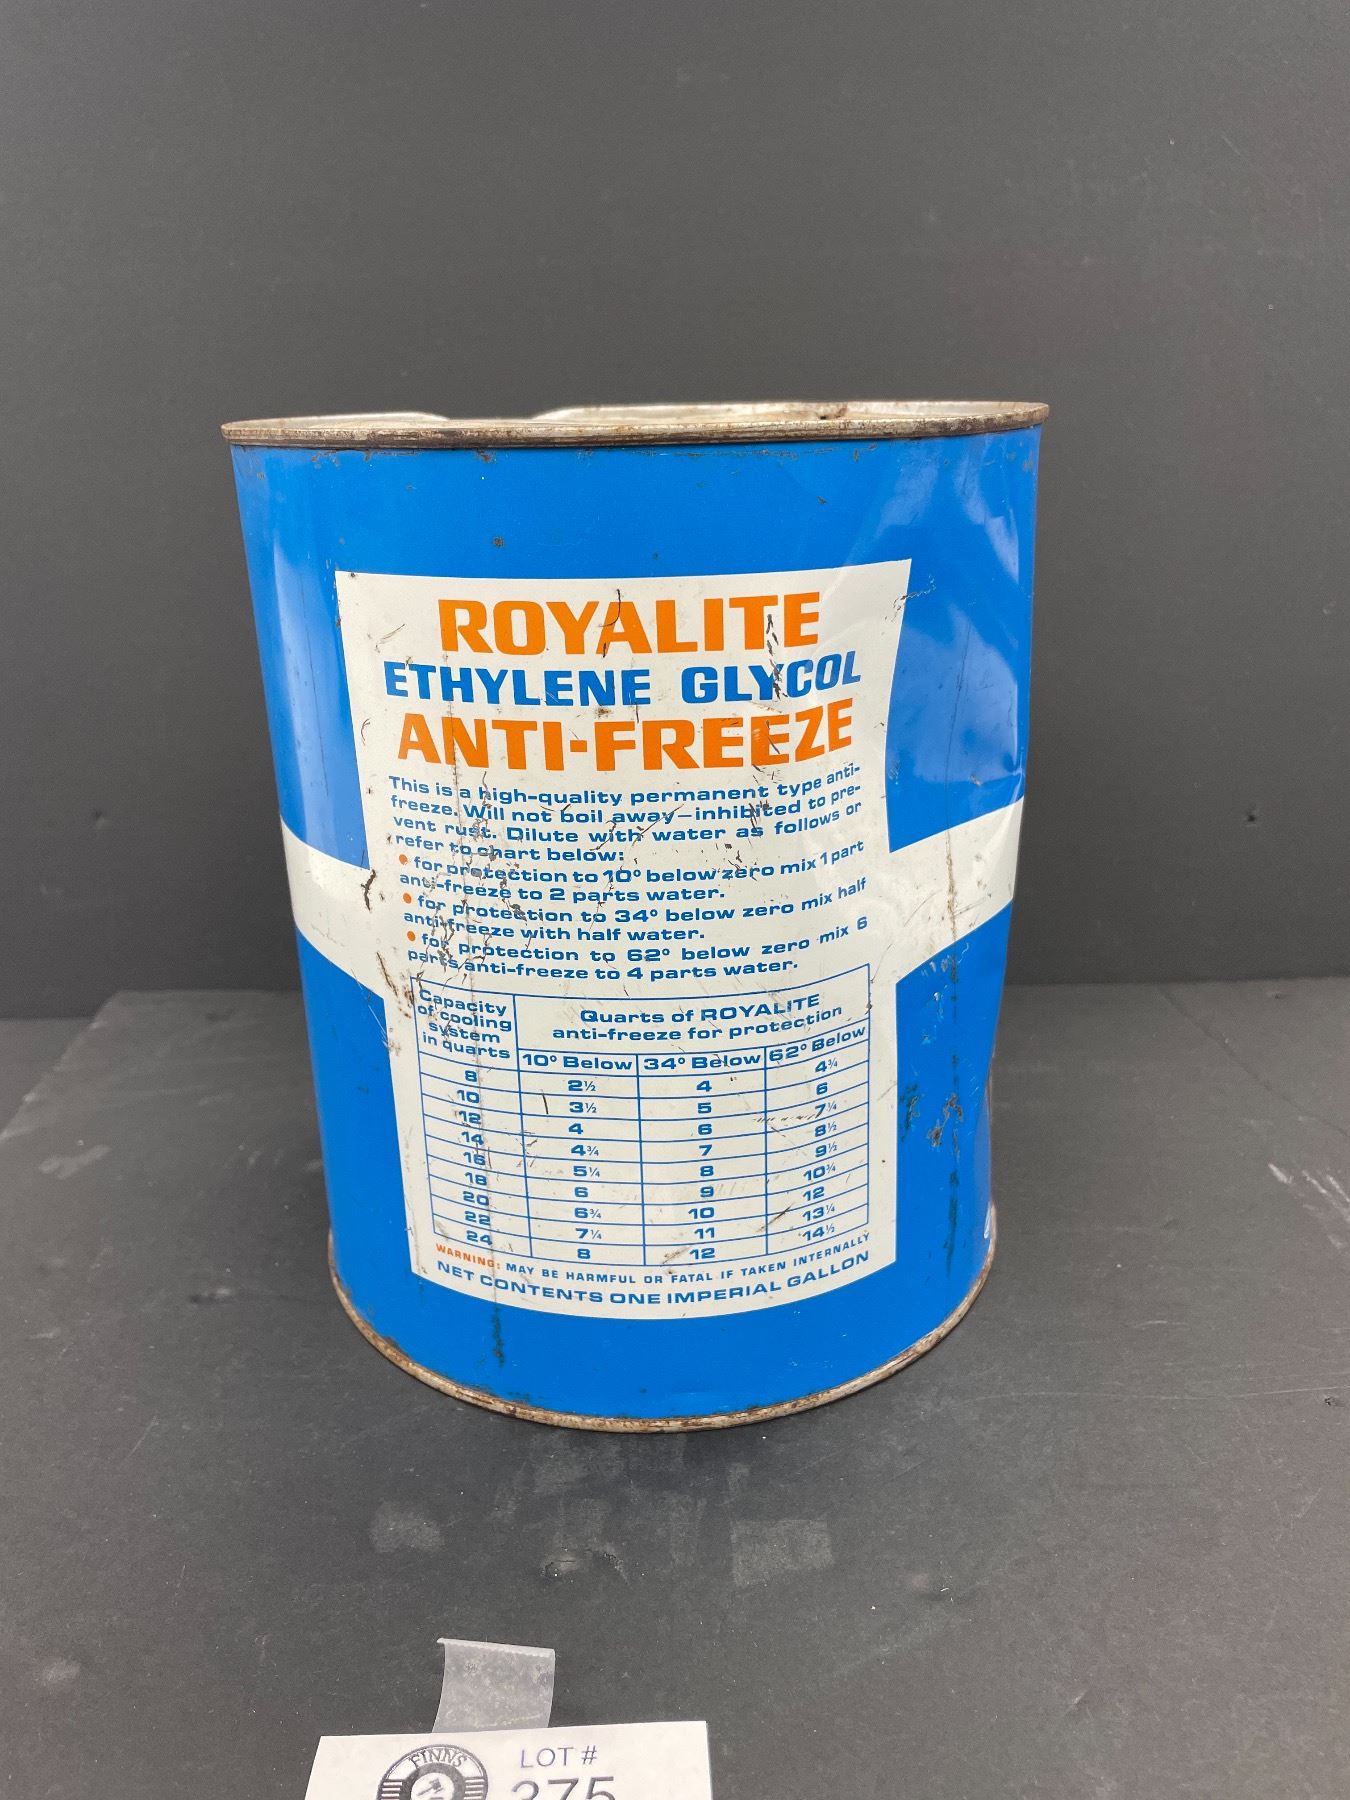 ROYALITE
ETHYLENE GLYCOL
ANTI-FREEZE
This is a high-quality permanent type anti-
freeze. Will not boil away—inhibited to pre-
vent rust. Dilute with water as follows or
refer to chart below:
• for protection to 10° below zero mix 1 part
anti-freeze to 2 parts water.
• for protection to 34° below zero mix half
anti-freeze with half water.
• for protection to 62° below zero mix 6
parts anti-freeze to 4 parts water.
Capacity
of cooling
system
in quarts
Quarts of ROYALITE
anti-freeze for protection
10° Below 34° Below 62° Below
8 2½ 4 4¾
10 3½ 5 6
12 4 6 7¼
14 4¾ 7 8½
16 5¼ 8 9½
18 6 9 10¾
20 6¾ 10 12
22 7¼ 11 13¼
24 8 12 14½
WARNING: MAY BE HARMFUL OR FATAL IF TAKEN INTERNALLY
NET CONTENTS ONE IMPERIAL GALLON
FINNS
LOT #
375